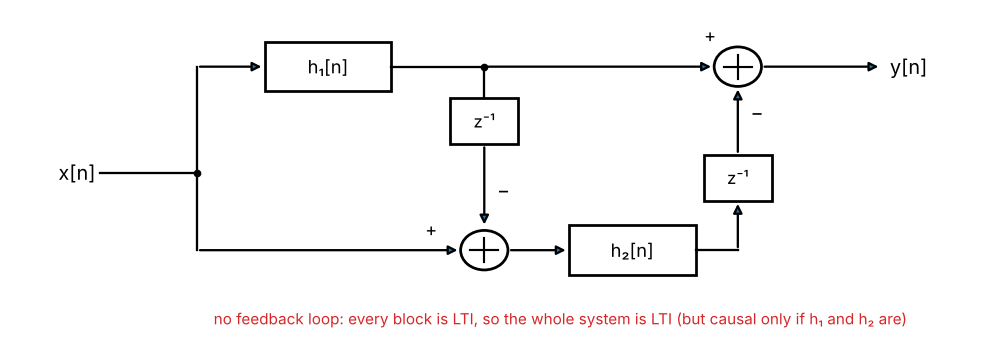 +
h₁[n]
y[n]
−
z⁻¹
x[n]
z⁻¹
−
+
h₂[n]
no feedback loop: every block is LTI, so the whole system is LTI (but causal only if h₁ and h₂ are)